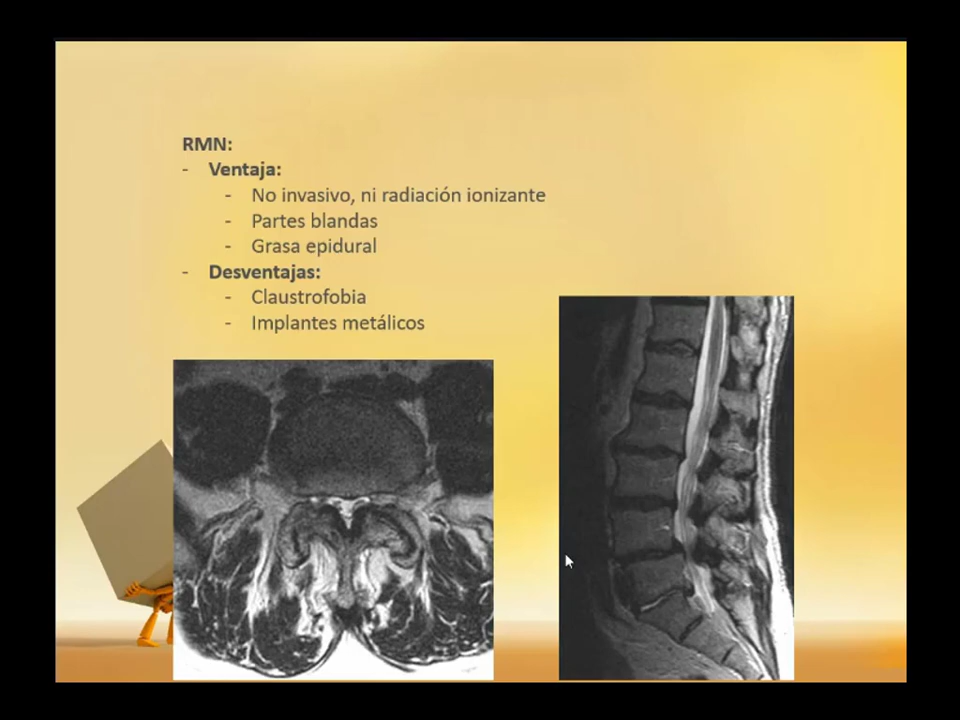 RMN:
- Ventaja:
- No invasivo, ni radiación ionizante
- Partes blandas
- Grasa epidural
- Desventajas:
- Claustrofobia
- Implantes metálicos